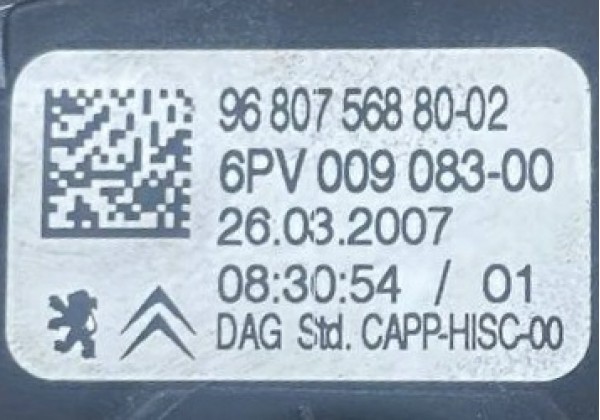 96 807 568 80-02
6PV 009 083-00
26.03.2007
08:30:54 / 01
DAG Std. CAPP-HISC-00